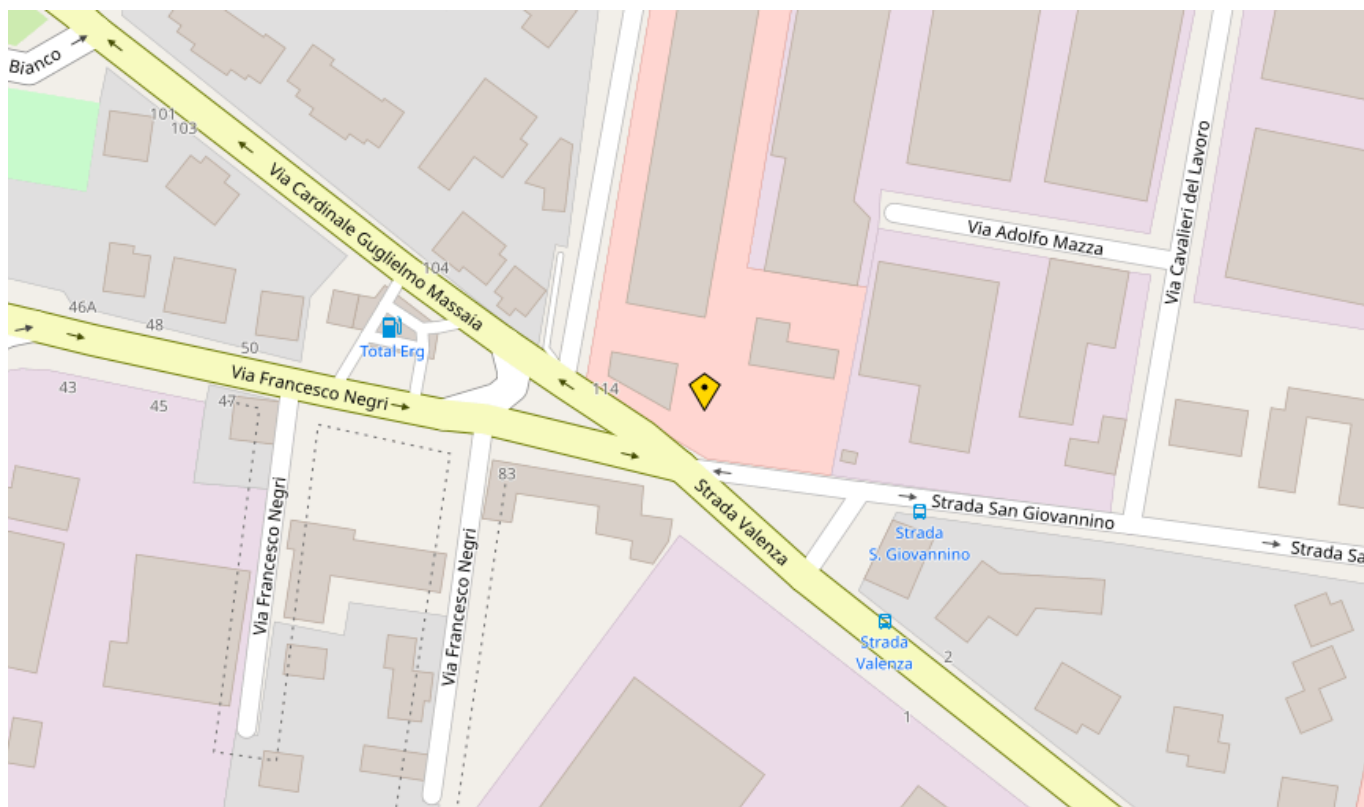 Bianco
101
103
Via Cardinale Guglielmo Massaia
104
Via Adolfo Mazza
Via Cavalieri del Lavoro
46A
48
50
Total Erg
Via Francesco Negri
43
45
47
114
83
Strada Valenza
Strada San Giovannino
Strada Sa
Strada
S. Giovannino
Via Francesco Negri
Via Francesco Negri
Strada
Valenza
2
1